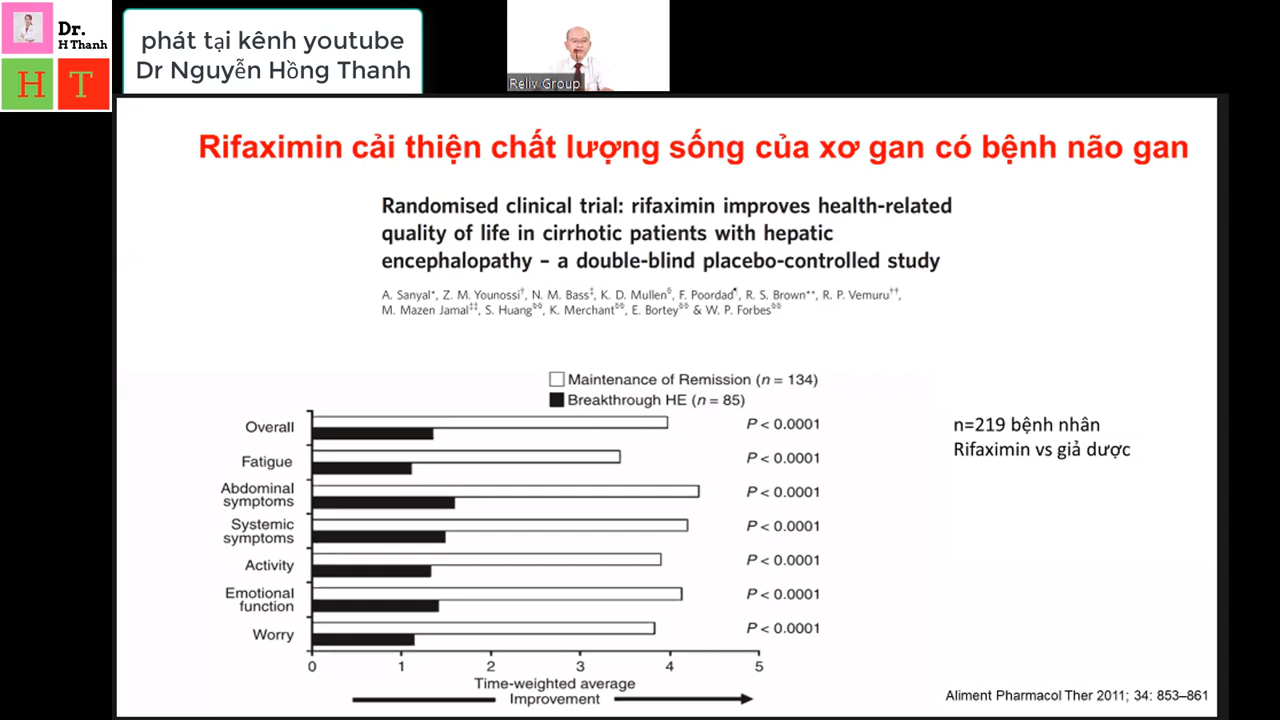 Dr.
H Thanh
H T
phát tại kênh youtube
Dr Nguyễn Hồng Thanh
Reliv Group
Rifaximin cải thiện chất lượng sống của xơ gan có bệnh não gan
Randomised clinical trial: rifaximin improves health-related
quality of life in cirrhotic patients with hepatic
encephalopathy – a double-blind placebo-controlled study
A. Sanyal*, Z. M. Younossi†, N. M. Bass‡, K. D. Mullen§, F. Poordad¶, R. S. Brown**, R. P. Vemuru††,
M. Mazen Jamal‡‡, S. Huang§§, K. Merchant§§, E. Bortey§§ & W. P. Forbes§§
Maintenance of Remission (n = 134)
Breakthrough HE (n = 85)
Overall P < 0.0001
Fatigue P < 0.0001
Abdominal
symptoms P < 0.0001
Systemic
symptoms P < 0.0001
Activity P < 0.0001
Emotional
function P < 0.0001
Worry P < 0.0001
0 1 2 3 4 5
Time-weighted average
Improvement
n=219 bệnh nhân
Rifaximin vs giả dược
Aliment Pharmacol Ther 2011; 34: 853–861